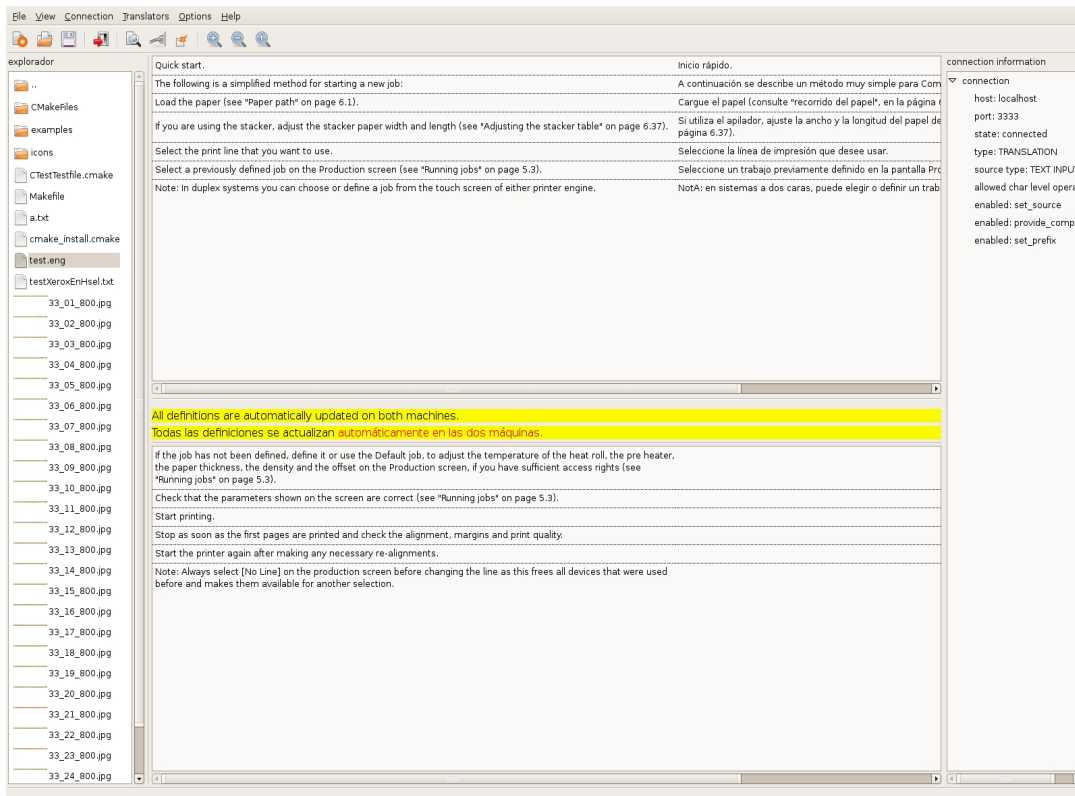 File View Connection Translators Options Help
explorador
..
CMakeFiles
examples
icons
CTestTestfile.cmake
Makefile
a.txt
cmake_install.cmake
test.eng
testXeroxEnHsel.txt
33_01_800.jpg
33_02_800.jpg
33_03_800.jpg
33_04_800.jpg
33_05_800.jpg
33_06_800.jpg
33_07_800.jpg
33_08_800.jpg
33_09_800.jpg
33_10_800.jpg
33_11_800.jpg
33_12_800.jpg
33_13_800.jpg
33_14_800.jpg
33_15_800.jpg
33_16_800.jpg
33_17_800.jpg
33_18_800.jpg
33_19_800.jpg
33_20_800.jpg
33_21_800.jpg
33_22_800.jpg
33_23_800.jpg
33_24_800.jpg
Quick start. Inicio rápido.
The following is a simplified method for starting a new job: A continuación se describe un método muy simple para Com
Load the paper (see "Paper path" on page 6.1). Cargue el papel (consulte "recorrido del papel", en la página
If you are using the stacker, adjust the stacker paper width and length (see "Adjusting the stacker table" on page 6.37). Si utiliza el apilador, ajuste la ancho y la longitud del papel de
página 6.37).
Select the print line that you want to use. Seleccione la línea de impresión que desee usar.
Select a previously defined job on the Production screen (see "Running jobs" on page 5.3). Seleccione un trabajo previamente definido en la pantalla Pro
Note: In duplex systems you can choose or define a job from the touch screen of either printer engine. NotA: en sistemas a dos caras, puede elegir o definir un trab
All definitions are automatically updated on both machines.
Todas las definiciones se actualizan automáticamente en las dos máquinas.
If the job has not been defined, define it or use the Default job, to adjust the temperature of the heat roll, the pre heater,
the paper thickness, the density and the offset on the Production screen, if you have sufficient access rights (see
"Running jobs" on page 5.3).
Check that the parameters shown on the screen are correct (see "Running jobs" on page 5.3).
Start printing.
Stop as soon as the first pages are printed and check the alignment, margins and print quality.
Start the printer again after making any necessary re-alignments.
Note: Always select [No Line] on the production screen before changing the line as this frees all devices that were used
before and makes them available for another selection.
connection information
connection
host: localhost
port: 3333
state: connected
type: TRANSLATION
source type: TEXT INPU
allowed char level opera
enabled: set_source
enabled: provide_comp
enabled: set_prefix